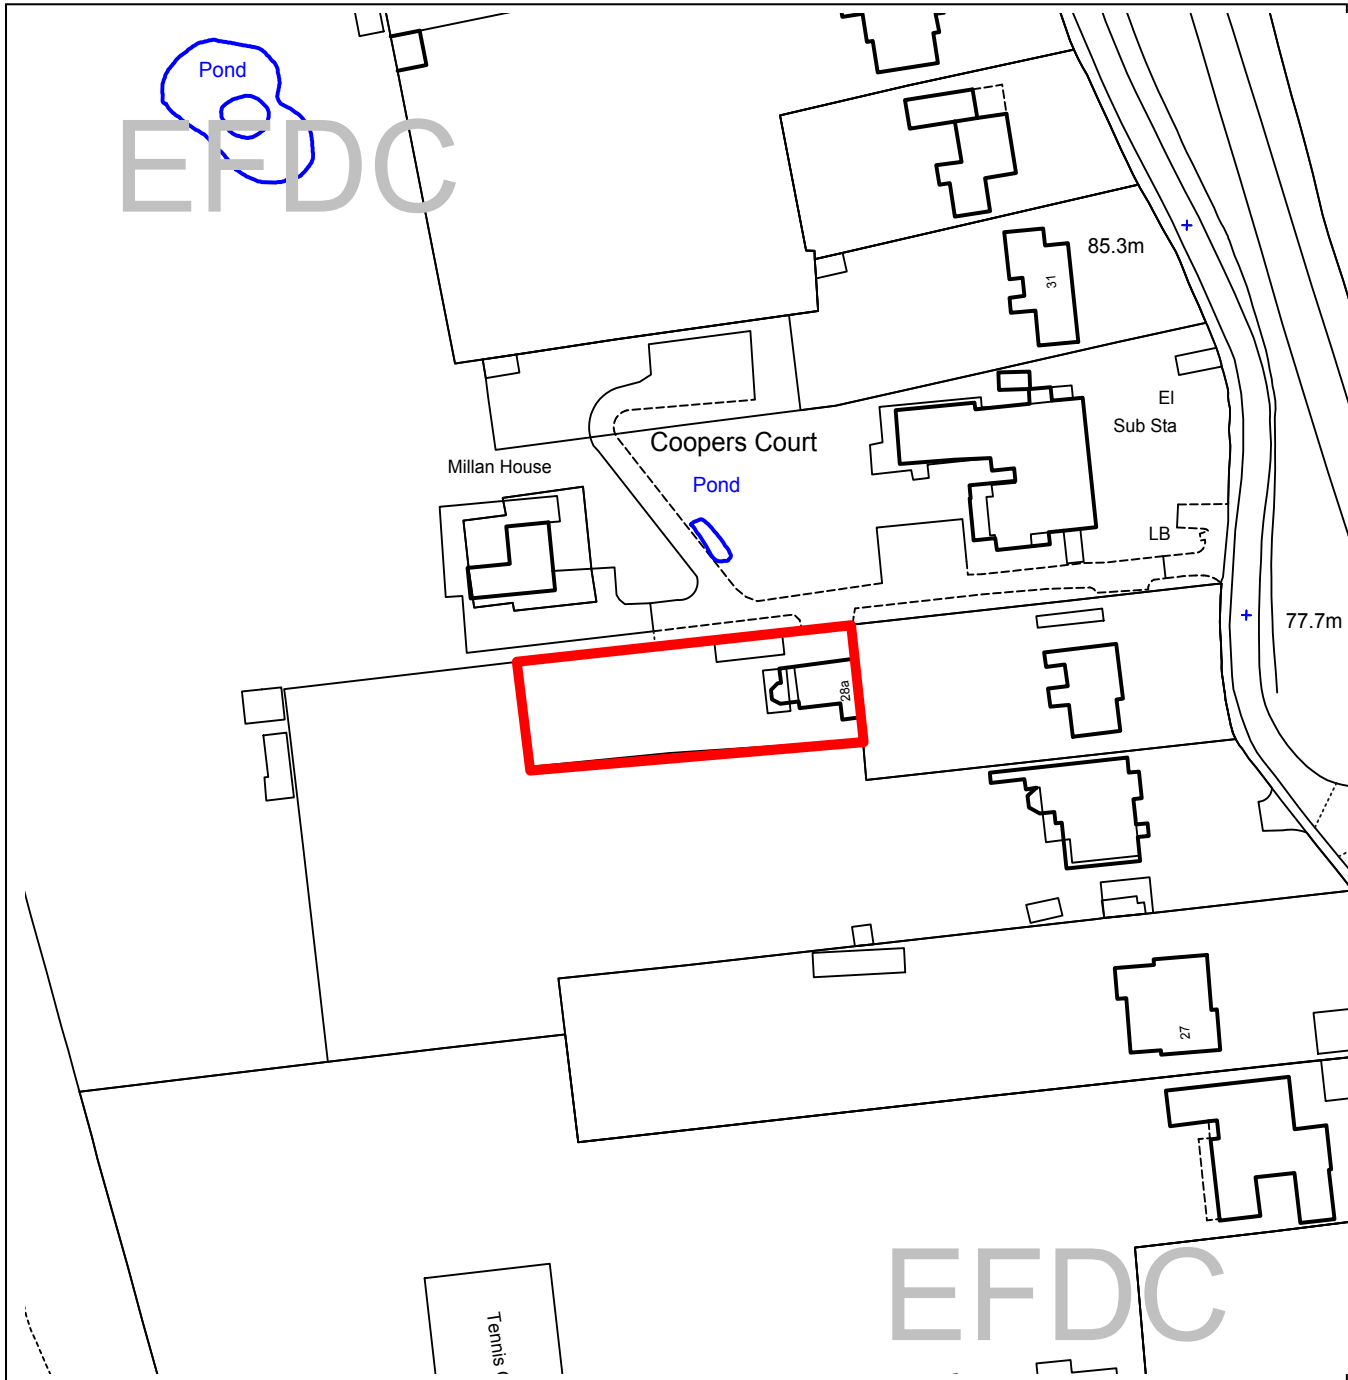 Pond
EFDC
85.3m
31
El
Sub Sta
Coopers Court
Millan House
Pond
LB
77.7m
28a
27
EFDC
Tennis